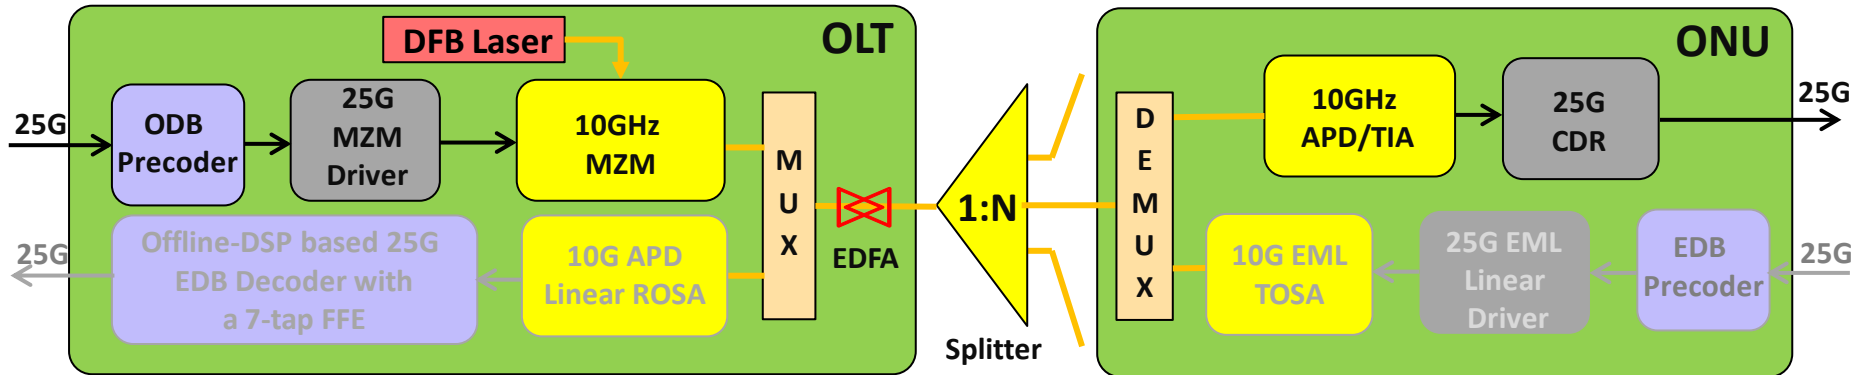 OLT
DFB Laser
25G
ODB
Precoder
25G
MZM
Driver
10GHz
MZM
M
U
X
25G
Offline-DSP based 25G
EDB Decoder with
a 7-tap FFE
10G APD
Linear ROSA
EDFA
1:N
Splitter
ONU
D
E
M
U
X
10GHz
APD/TIA
25G
CDR
25G
10G EML
TOSA
25G EML
Linear
Driver
EDB
Precoder
25G